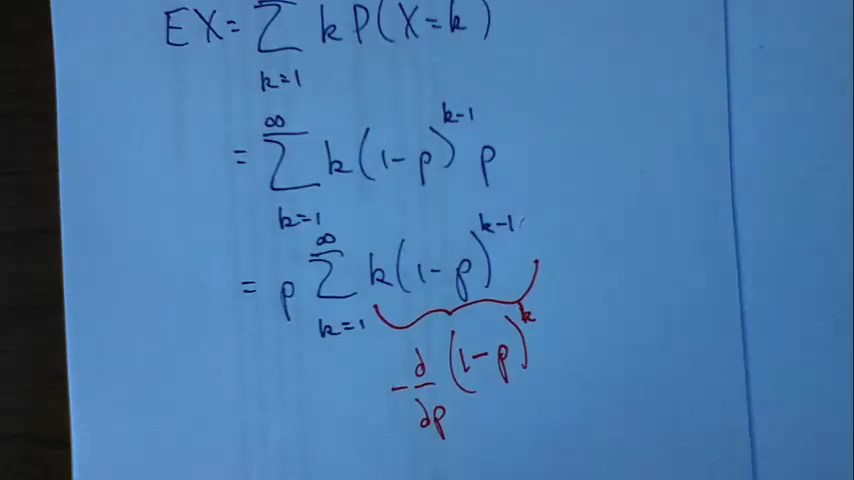 EX = ∑_{k=1} k P(X=k)
= ∑_{k=1}^{∞} k(1-p)^{k-1} p
= p ∑_{k=1}^{∞} k(1-p)^{k-1}
- d/dp (1-p)^k